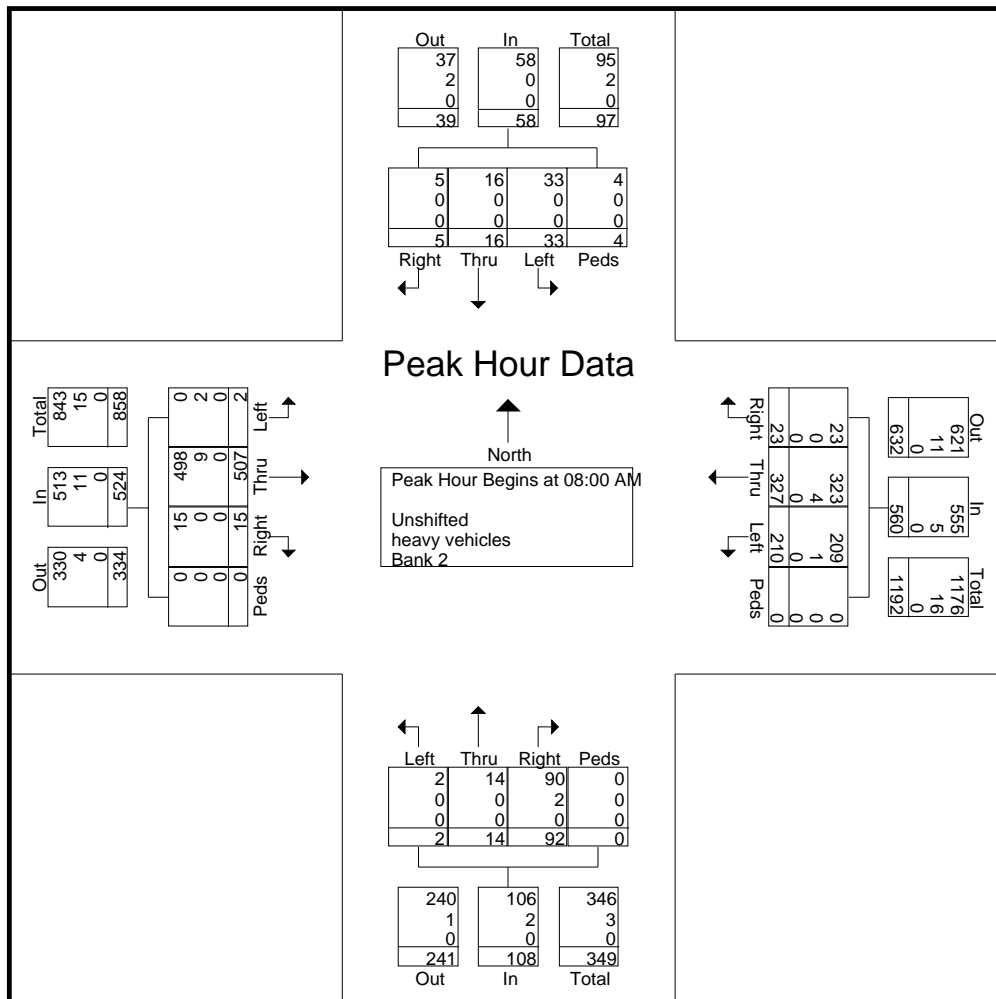 Out In Total
37 58 95
2 0 2
0 0 0
39 58 97
5 16 33 4
0 0 0 0
0 0 0 0
5 16 33 4
Right Thru Left Peds
Peak Hour Data
North
Peak Hour Begins at 08:00 AM
Unshifted
heavy vehicles
Bank 2
Total
843
15
0
858
In
513
11
0
524
Out
330
4
0
334
0
2
0
2
Left
498
9
0
507
Thru
15
0
0
15
Right
0
0
0
0
Peds
Right
23
0
0
23
Thru
323
4
0
327
Left
209
1
0
210
Peds
0
0
0
0
Out
621
11
0
632
In
555
5
0
560
Total
1176
16
0
1192
Left Thru Right Peds
2 14 90 0
0 0 2 0
0 0 0 0
2 14 92 0
240 106 346
1 2 3
0 0 0
241 108 349
Out In Total